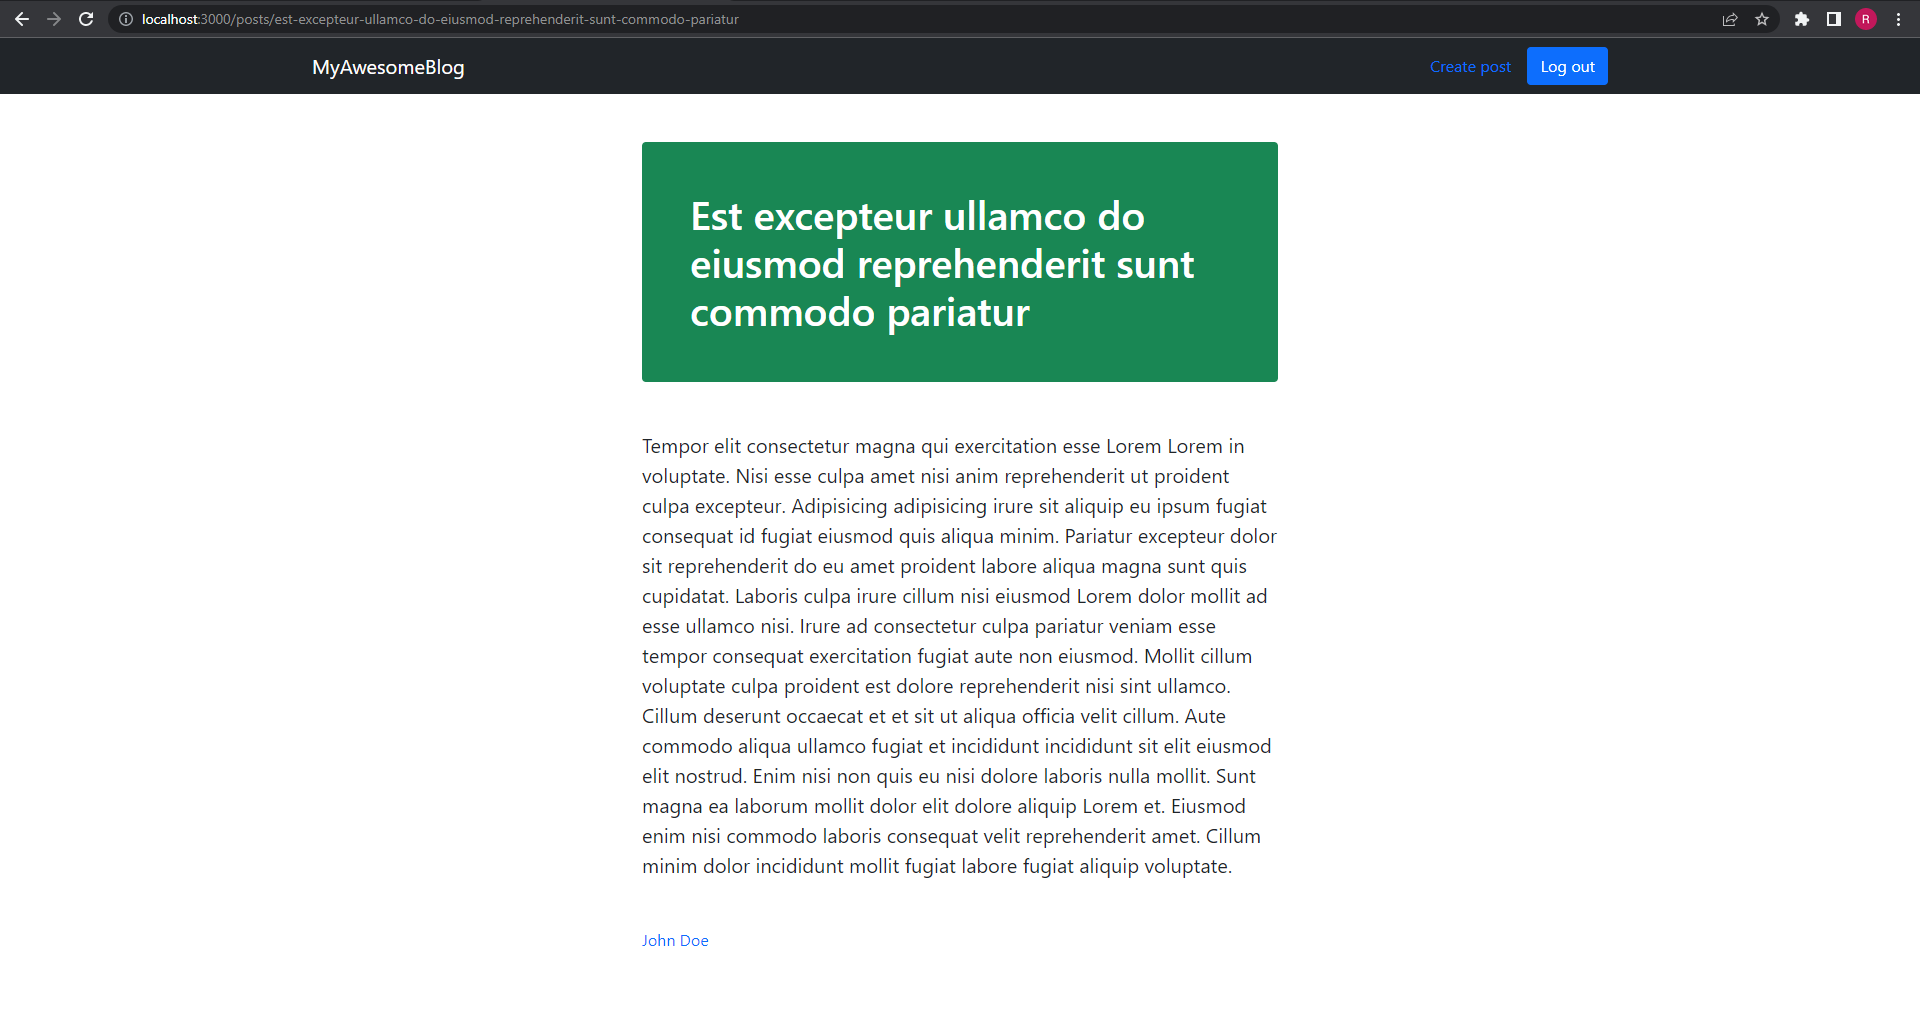 localhost:3000/posts/est-excepteur-ullamco-do-eiusmod-reprehenderit-sunt-commodo-pariatur
R
MyAwesomeBlog
Create post
Log out
Est excepteur ullamco do
eiusmod reprehenderit sunt
commodo pariatur
Tempor elit consectetur magna qui exercitation esse Lorem Lorem in
voluptate. Nisi esse culpa amet nisi anim reprehenderit ut proident
culpa excepteur. Adipisicing adipisicing irure sit aliquip eu ipsum fugiat
consequat id fugiat eiusmod quis aliqua minim. Pariatur excepteur dolor
sit reprehenderit do eu amet proident labore aliqua magna sunt quis
cupidatat. Laboris culpa irure cillum nisi eiusmod Lorem dolor mollit ad
esse ullamco nisi. Irure ad consectetur culpa pariatur veniam esse
tempor consequat exercitation fugiat aute non eiusmod. Mollit cillum
voluptate culpa proident est dolore reprehenderit nisi sint ullamco.
Cillum deserunt occaecat et et sit ut aliqua officia velit cillum. Aute
commodo aliqua ullamco fugiat et incididunt incididunt sit elit eiusmod
elit nostrud. Enim nisi non quis eu nisi dolore laboris nulla mollit. Sunt
magna ea laborum mollit dolor elit dolore aliquip Lorem et. Eiusmod
enim nisi commodo laboris consequat velit reprehenderit amet. Cillum
minim dolor incididunt mollit fugiat labore fugiat aliquip voluptate.
John Doe